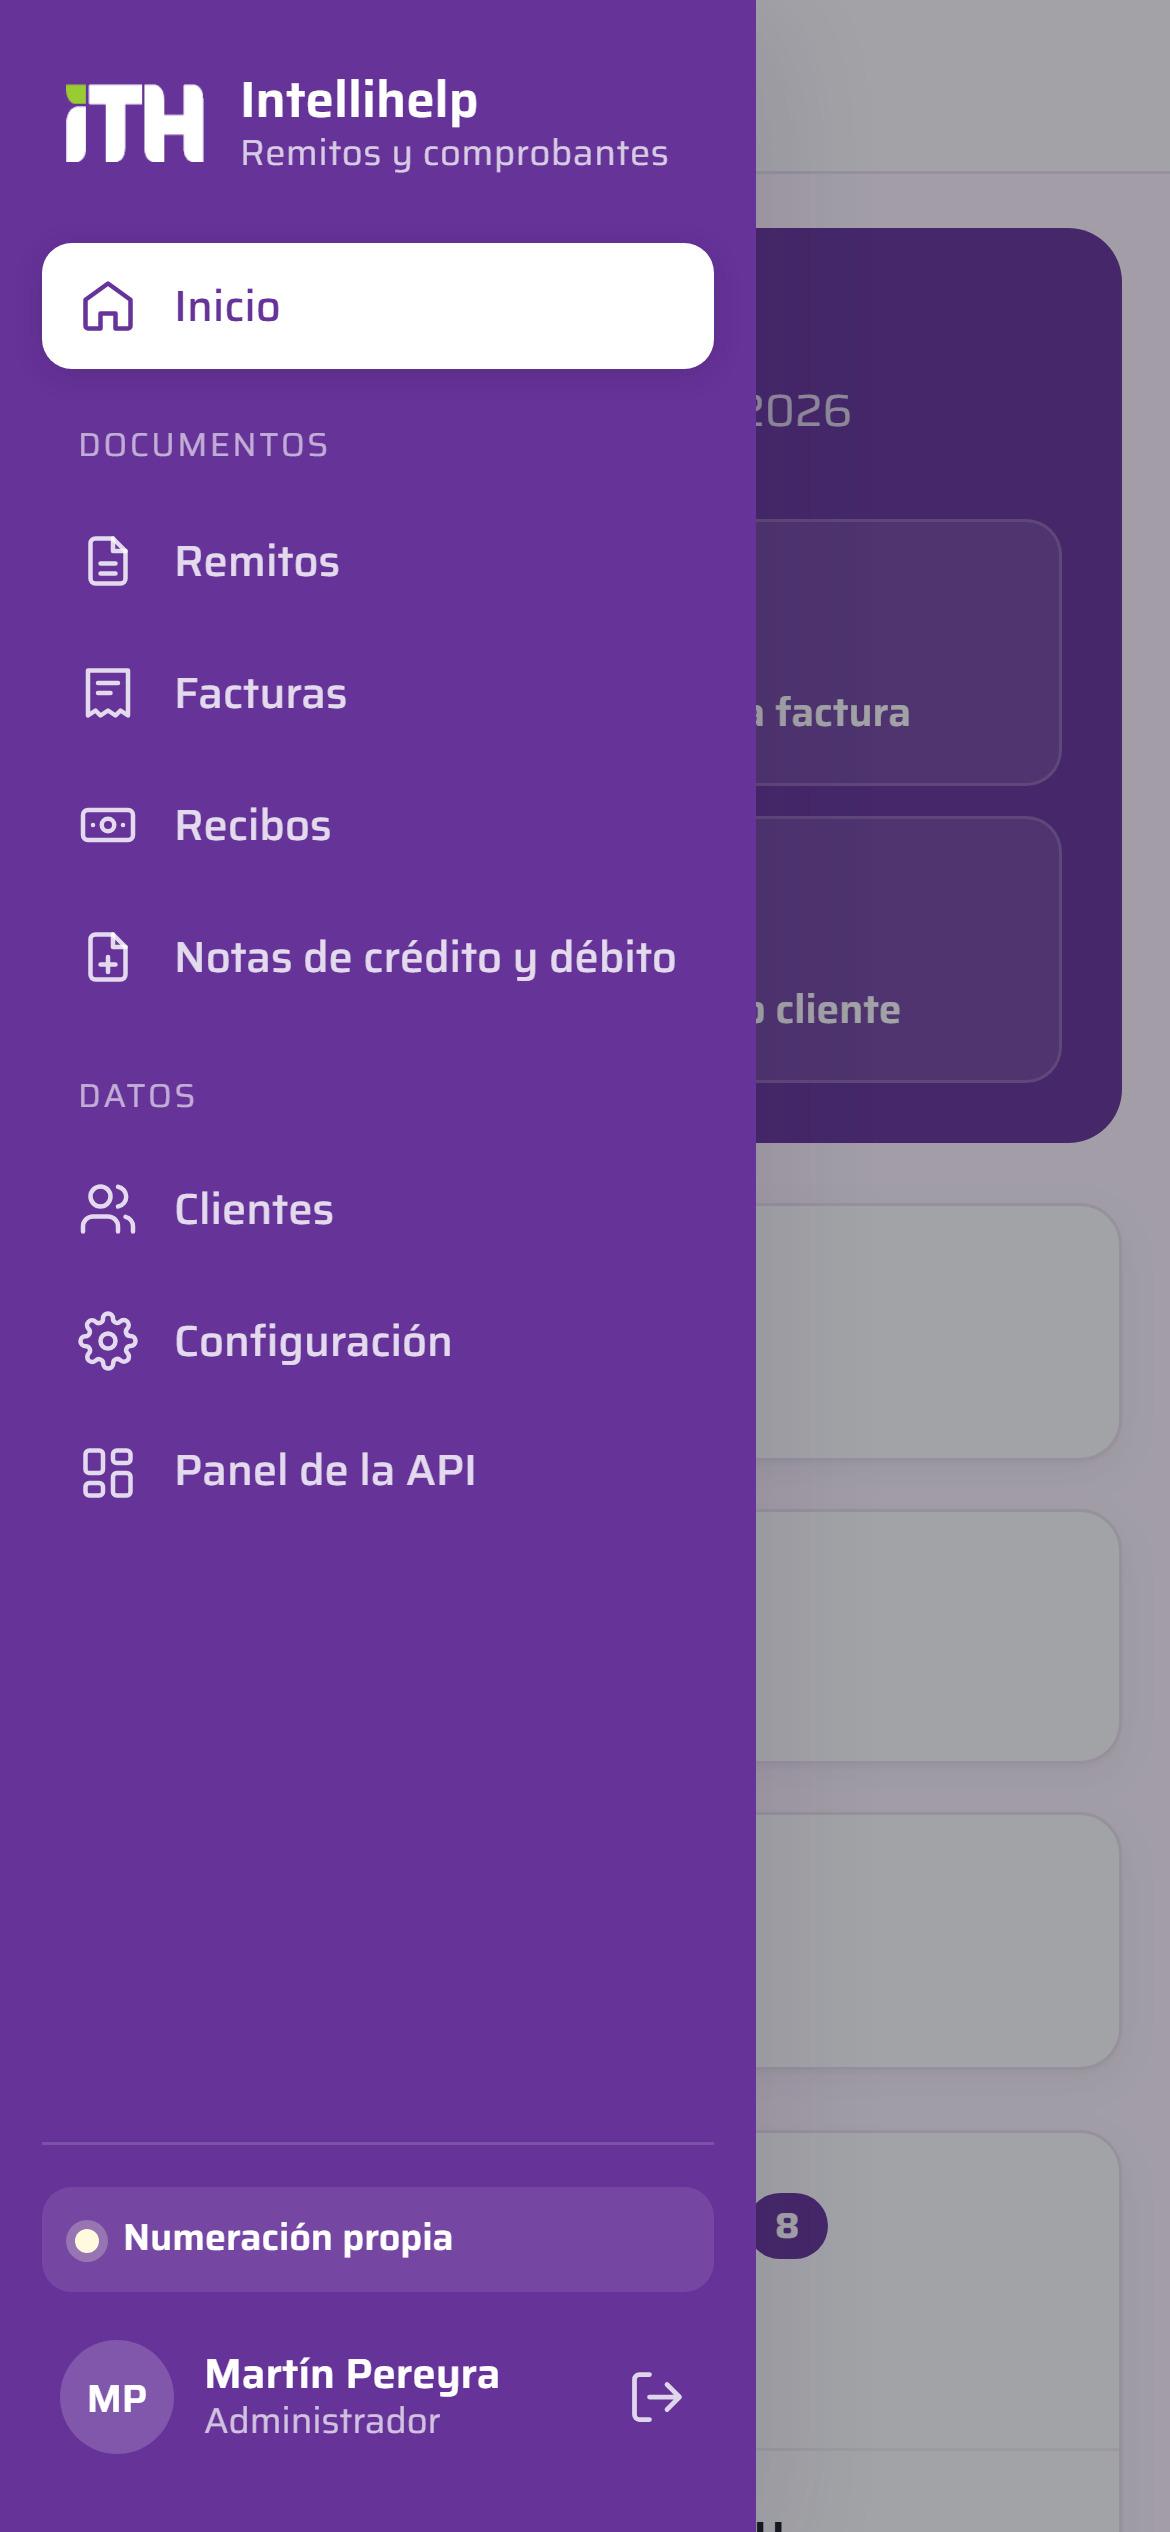 iTH
Intellihelp
Remitos y comprobantes
Inicio
DOCUMENTOS
Remitos
Facturas
Recibos
Notas de crédito y débito
DATOS
Clientes
Configuración
Panel de la API
Numeración propia
MP
Martín Pereyra
Administrador
2026
factura
cliente
8